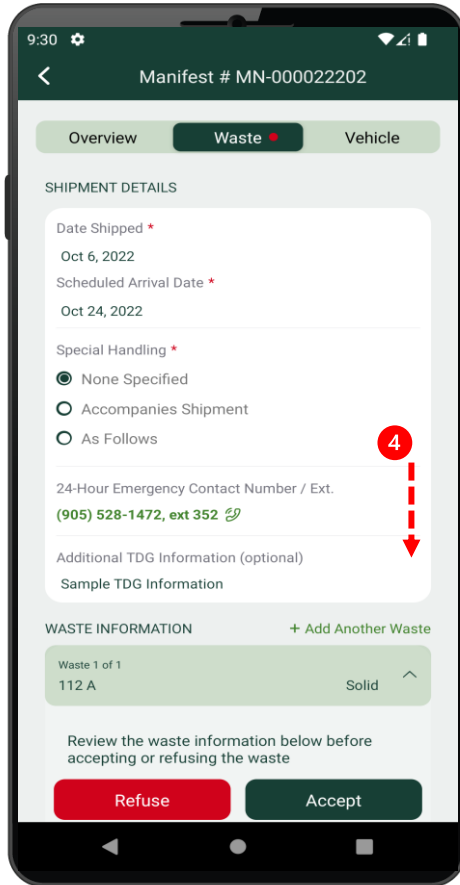 9:30
Manifest # MN-000022202
Overview Waste Vehicle
SHIPMENT DETAILS
Date Shipped *
Oct 6, 2022
Scheduled Arrival Date *
Oct 24, 2022
Special Handling *
None Specified
Accompanies Shipment
As Follows
4
24-Hour Emergency Contact Number / Ext.
(905) 528-1472, ext 352
Additional TDG Information (optional)
Sample TDG Information
WASTE INFORMATION + Add Another Waste
Waste 1 of 1
112 A Solid
Review the waste information below before
accepting or refusing the waste
Refuse Accept